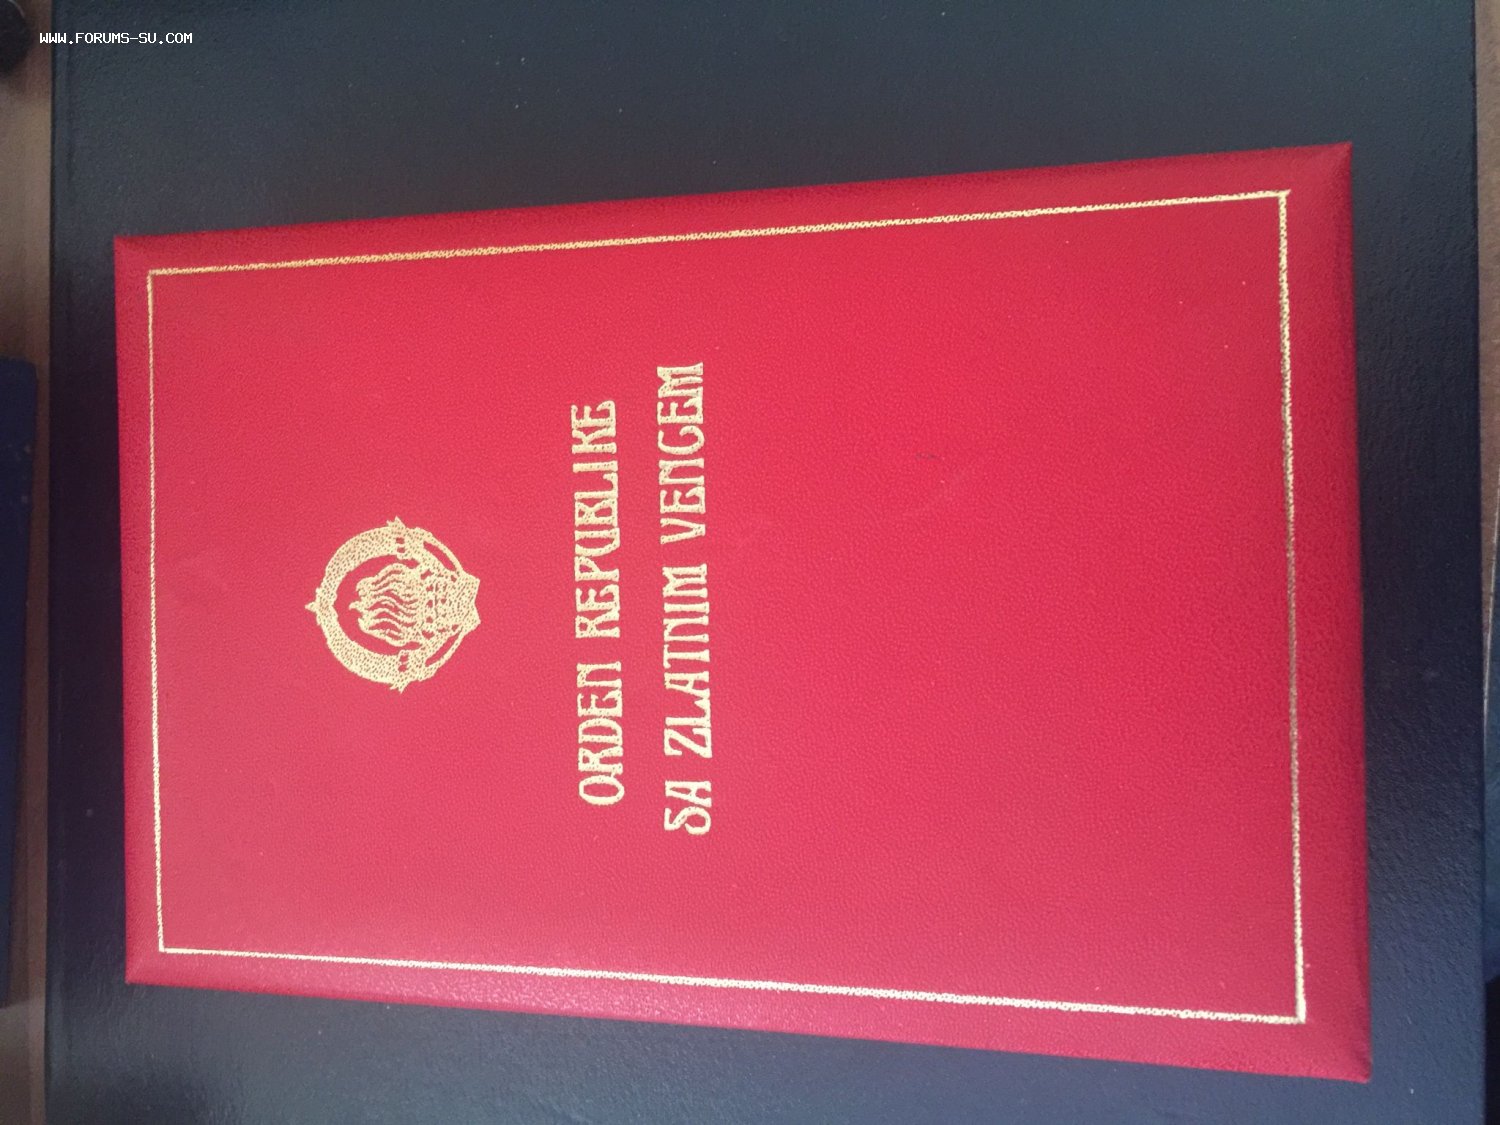 WWW.FORUMS-SU.COM
ORDEN REPUBLIKE
SA ZLATNIM VENCEM